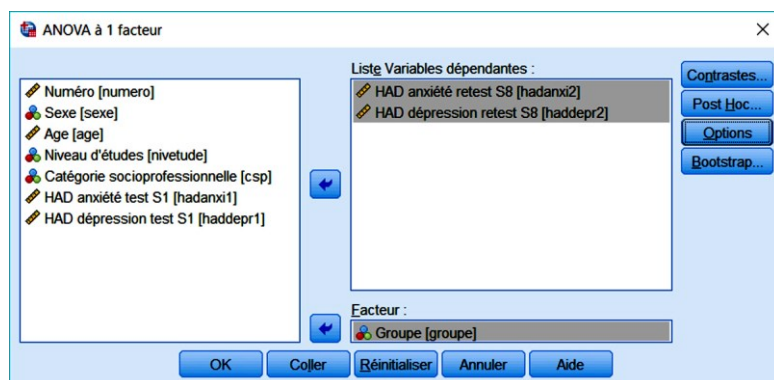 ANOVA à 1 facteur
Numéro [numero]
Sexe [sexe]
Age [age]
Niveau d'études [nivetude]
Catégorie socioprofessionnelle [csp]
HAD anxiété test S1 [hadanxi1]
HAD dépression test S1 [haddepr1]
Liste Variables dépendantes :
HAD anxiété retest S8 [hadanxi2]
HAD dépression retest S8 [haddepr2]
Facteur :
Groupe [groupe]
Contrastes...
Post Hoc...
Options
Bootstrap...
OK Coller Réinitialiser Annuler Aide